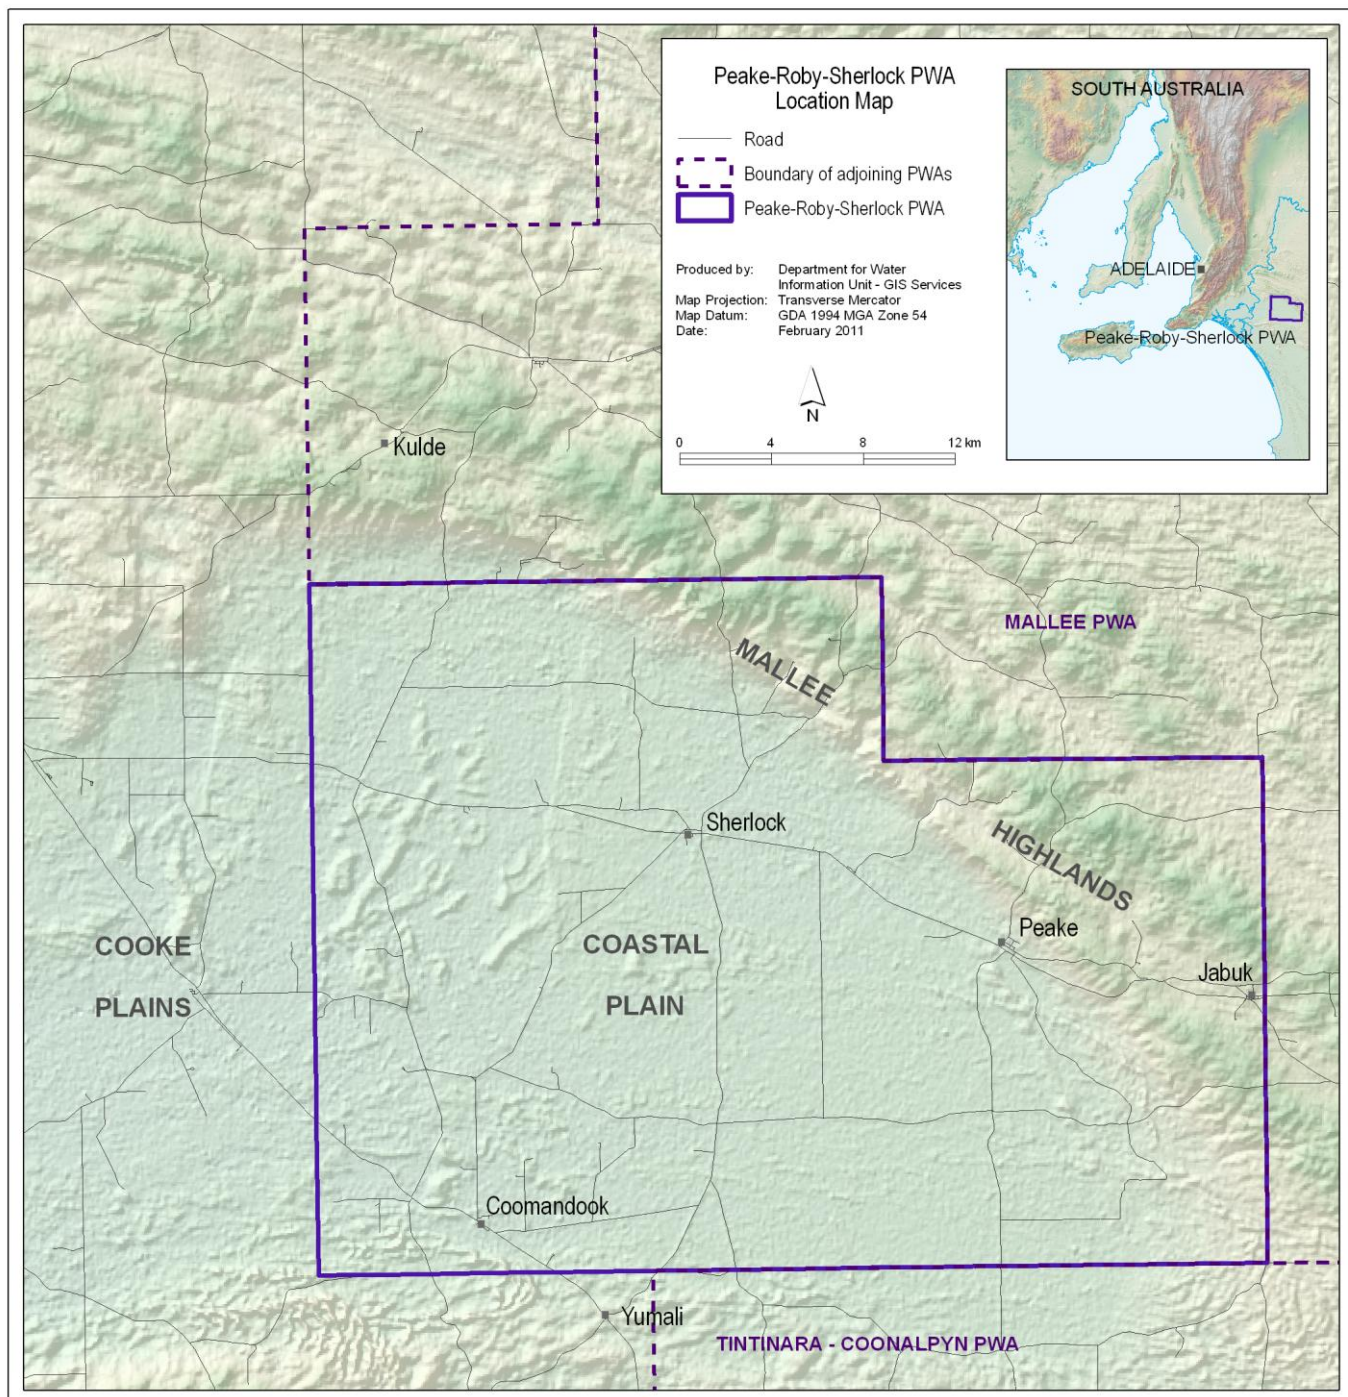 Peake-Roby-Sherlock PWA
Location Map
Road
Boundary of adjoining PWAs
Peake-Roby-Sherlock PWA
Produced by: Department for Water
Information Unit - GIS Services
Map Projection: Transverse Mercator
Map Datum: GDA 1994 MGA Zone 54
Date: February 2011
N
0 4 8 12 km
SOUTH AUSTRALIA
ADELAIDE
Peake-Roby-Sherlock PWA
Kulde
MALLEE PWA
MALLEE
HIGHLANDS
Sherlock
Peake
COOKE
PLAINS
COASTAL
PLAIN
Jabuk
Coomandook
Yumali
TINTINARA - COONALPYN PWA